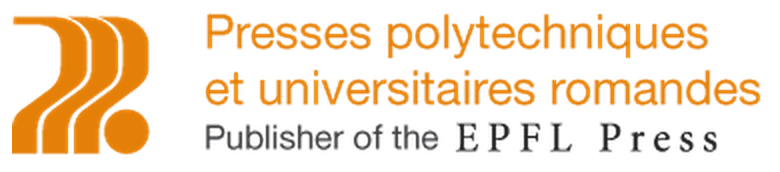 Presses polytechniques
et universitaires romandes
Publisher of the EPFL Press